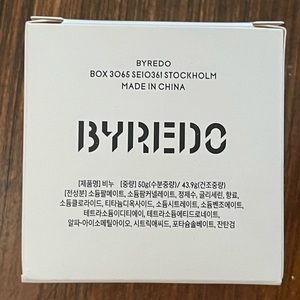 BYREDO
BOX 3065 SE10361 STOCKHOLM
MADE IN CHINA
BYREDO
[제품명] 비누 [중량] 50g(수분중량)/ 43.9g(건조중량)
[전성분] 소듐팔메이트, 소듐팜커넬레이트, 정제수, 글리세린, 향료,
소듐클로라이드, 티타늄디옥사이드, 소듐시트레이트, 소듐벤조에이트,
테트라소듐이디티에이, 테트라소듐에티드로네이트,
알파-아이소메틸아이오, 시트릭애씨드, 포타슘솔베이트, 잔탄검